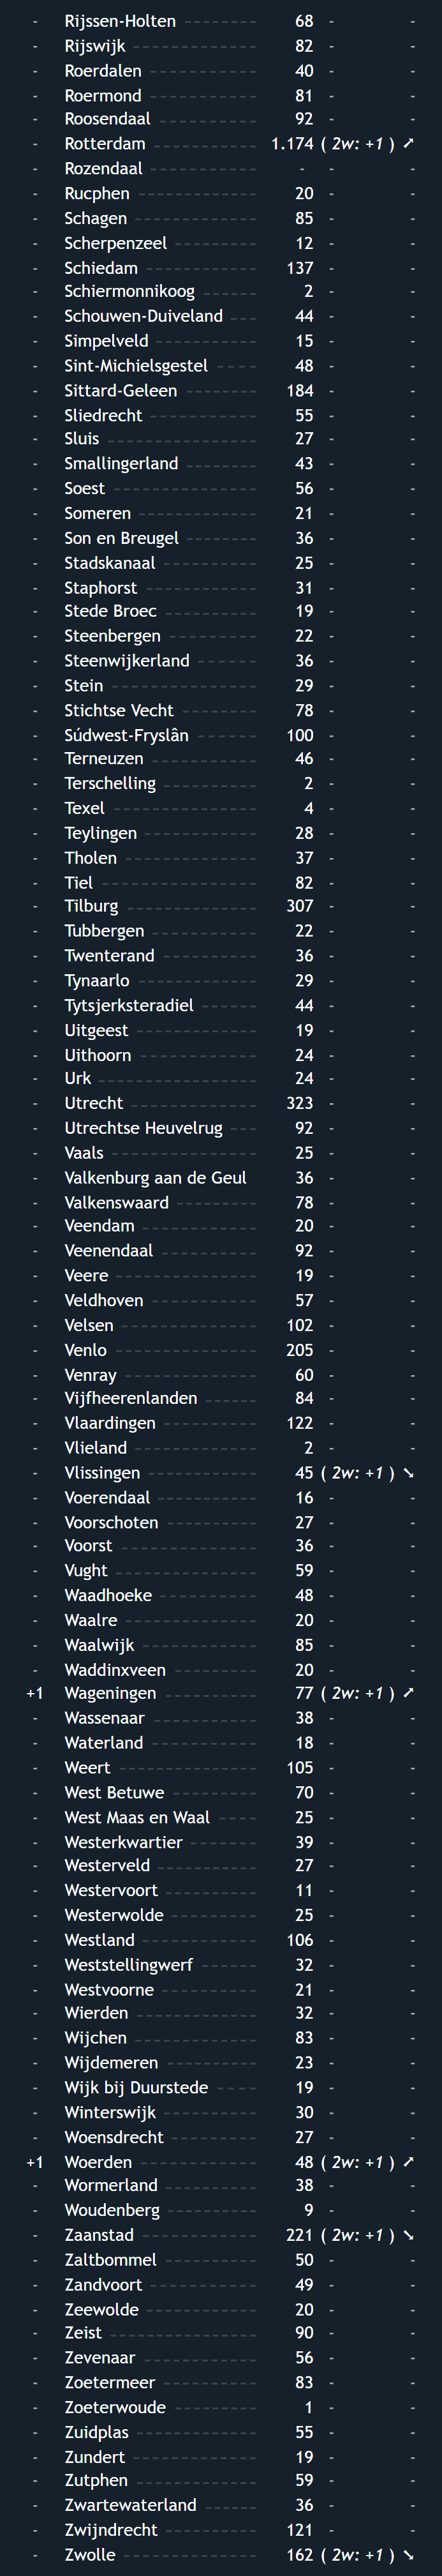 - Rijssen-Holten 68 - -
- Rijswijk 82 - -
- Roerdalen 40 - -
- Roermond 81 - -
- Roosendaal 92 - -
- Rotterdam 1.174 ( 2w: +1 ) ➚
- Rozendaal - - -
- Rucphen 20 - -
- Schagen 85 - -
- Scherpenzeel 12 - -
- Schiedam 137 - -
- Schiermonnikoog 2 - -
- Schouwen-Duiveland 44 - -
- Simpelveld 15 - -
- Sint-Michielsgestel 48 - -
- Sittard-Geleen 184 - -
- Sliedrecht 55 - -
- Sluis 27 - -
- Smallingerland 43 - -
- Soest 56 - -
- Someren 21 - -
- Son en Breugel 36 - -
- Stadskanaal 25 - -
- Staphorst 31 - -
- Stede Broec 19 - -
- Steenbergen 22 - -
- Steenwijkerland 36 - -
- Stein 29 - -
- Stichtse Vecht 78 - -
- Súdwest-Fryslân 100 - -
- Terneuzen 46 - -
- Terschelling 2 - -
- Texel 4 - -
- Teylingen 28 - -
- Tholen 37 - -
- Tiel 82 - -
- Tilburg 307 - -
- Tubbergen 22 - -
- Twenterand 36 - -
- Tynaarlo 29 - -
- Tytsjerksteradiel 44 - -
- Uitgeest 19 - -
- Uithoorn 24 - -
- Urk 24 - -
- Utrecht 323 - -
- Utrechtse Heuvelrug 92 - -
- Vaals 25 - -
- Valkenburg aan de Geul 36 - -
- Valkenswaard 78 - -
- Veendam 20 - -
- Veenendaal 92 - -
- Veere 19 - -
- Veldhoven 57 - -
- Velsen 102 - -
- Venlo 205 - -
- Venray 60 - -
- Vijfheerenlanden 84 - -
- Vlaardingen 122 - -
- Vlieland 2 - -
- Vlissingen 45 ( 2w: +1 ) ➘
- Voerendaal 16 - -
- Voorschoten 27 - -
- Voorst 36 - -
- Vught 59 - -
- Waadhoeke 48 - -
- Waalre 20 - -
- Waalwijk 85 - -
- Waddinxveen 20 - -
+1 Wageningen 77 ( 2w: +1 ) ➚
- Wassenaar 38 - -
- Waterland 18 - -
- Weert 105 - -
- West Betuwe 70 - -
- West Maas en Waal 25 - -
- Westerkwartier 39 - -
- Westerveld 27 - -
- Westervoort 11 - -
- Westerwolde 25 - -
- Westland 106 - -
- Weststellingwerf 32 - -
- Westvoorne 21 - -
- Wierden 32 - -
- Wijchen 83 - -
- Wijdemeren 23 - -
- Wijk bij Duurstede 19 - -
- Winterswijk 30 - -
- Woensdrecht 27 - -
+1 Woerden 48 ( 2w: +1 ) ➚
- Wormerland 38 - -
- Woudenberg 9 - -
- Zaanstad 221 ( 2w: +1 ) ➘
- Zaltbommel 50 - -
- Zandvoort 49 - -
- Zeewolde 20 - -
- Zeist 90 - -
- Zevenaar 56 - -
- Zoetermeer 83 - -
- Zoeterwoude 1 - -
- Zuidplas 55 - -
- Zundert 19 - -
- Zutphen 59 - -
- Zwartewaterland 36 - -
- Zwijndrecht 121 - -
- Zwolle 162 ( 2w: +1 ) ➘